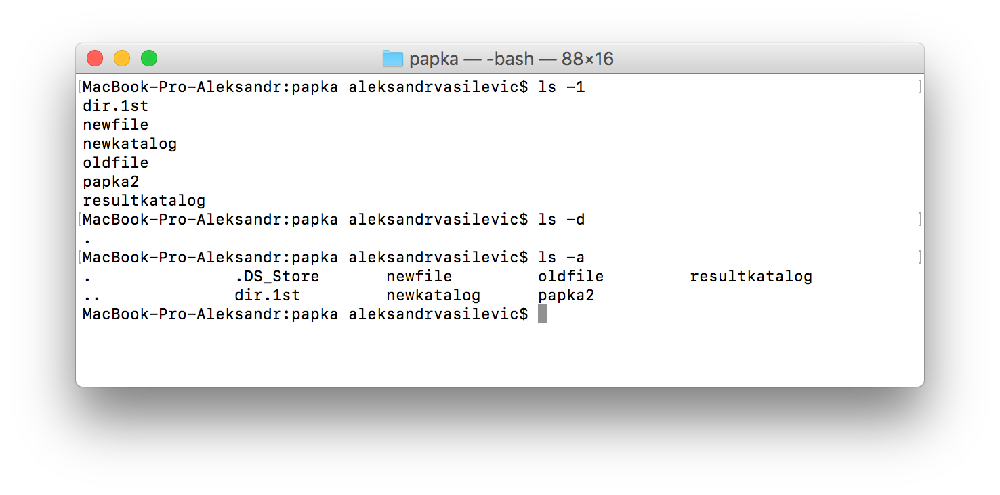 papka — -bash — 88×16
[MacBook-Pro-Aleksandr:papka aleksandrvasilevic$ ls -1 ]
dir.1st
newfile
newkatalog
oldfile
papka2
resultkatalog
[MacBook-Pro-Aleksandr:papka aleksandrvasilevic$ ls -d ]
.
[MacBook-Pro-Aleksandr:papka aleksandrvasilevic$ ls -a ]
. .DS_Store newfile oldfile resultkatalog
.. dir.1st newkatalog papka2
MacBook-Pro-Aleksandr:papka aleksandrvasilevic$